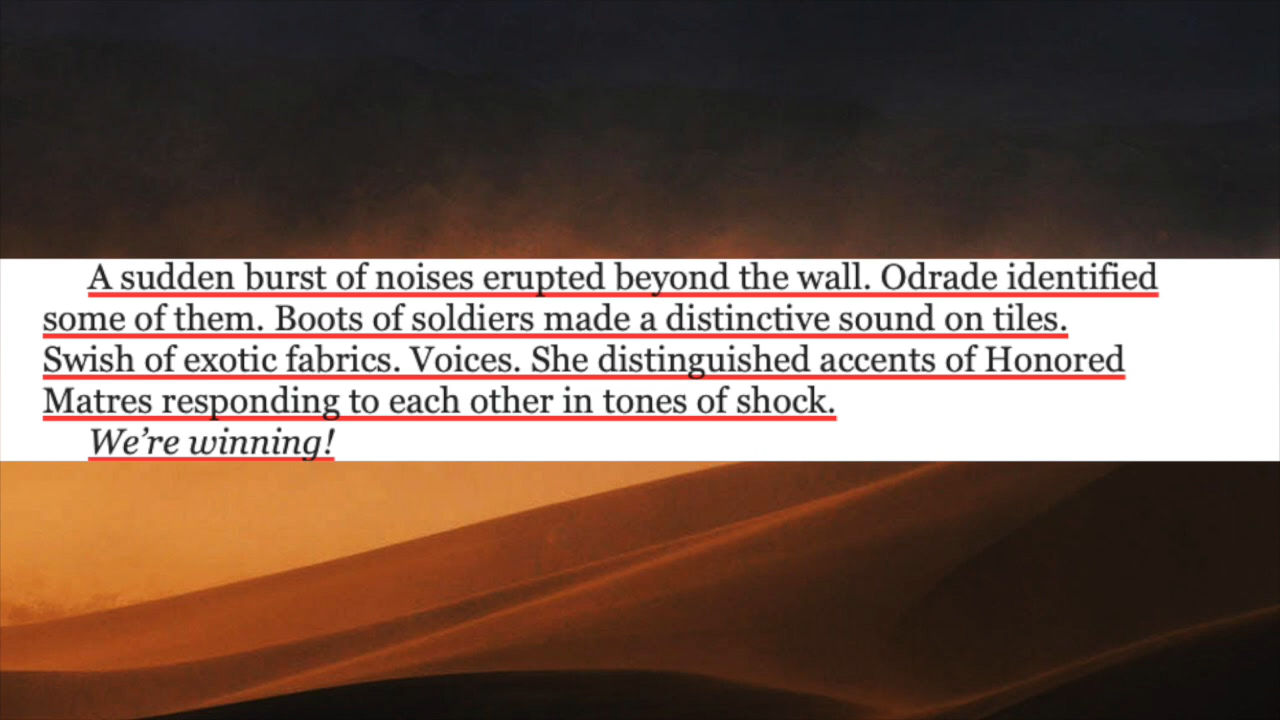 A sudden burst of noises erupted beyond the wall. Odrade identified
some of them. Boots of soldiers made a distinctive sound on tiles.
Swish of exotic fabrics. Voices. She distinguished accents of Honored
Matres responding to each other in tones of shock.
We’re winning!